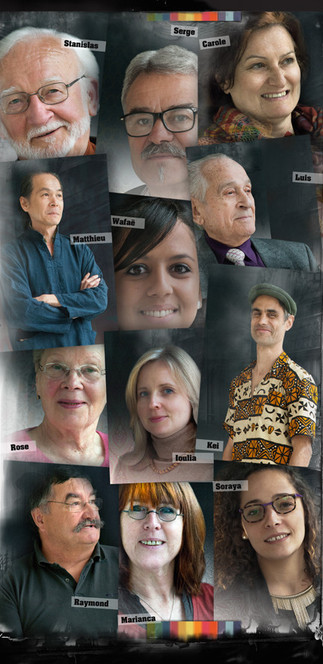 Serge
Stanislas
Carole
Luis
Wafaë
Matthieu
Rose
Kei
Ioulia
Soraya
Raymond
Marianca